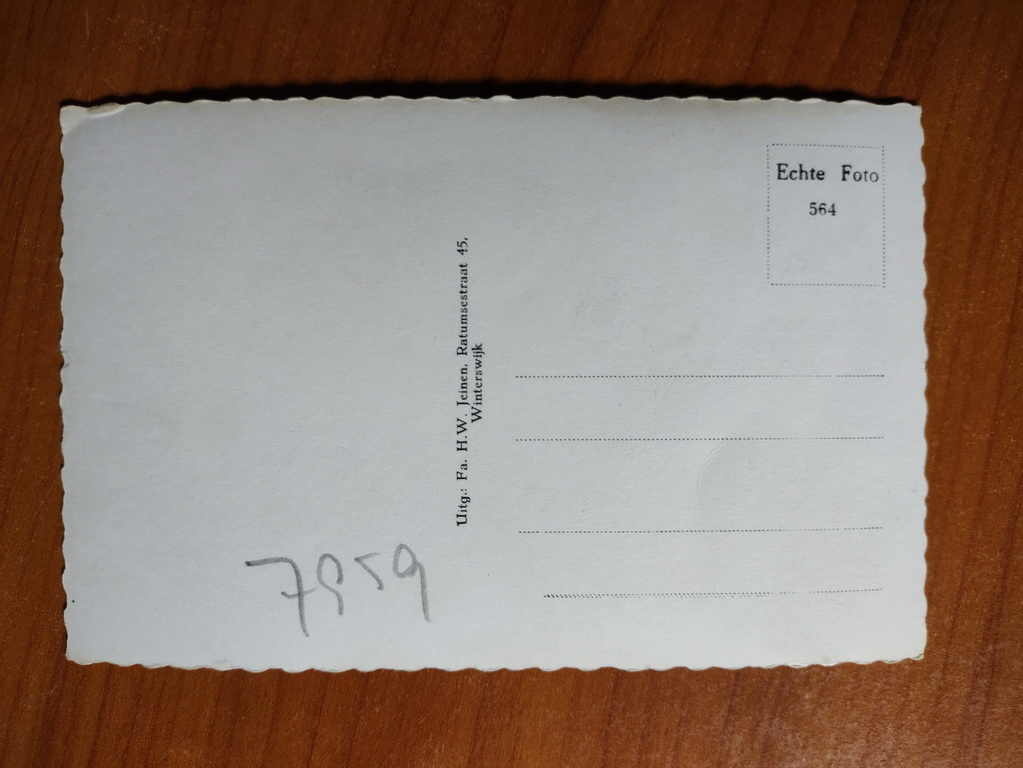 Echte Foto
564
Uitg.: Fa. H.W. Jeinen, Ratumsestraat 45,
Winterswijk
7959